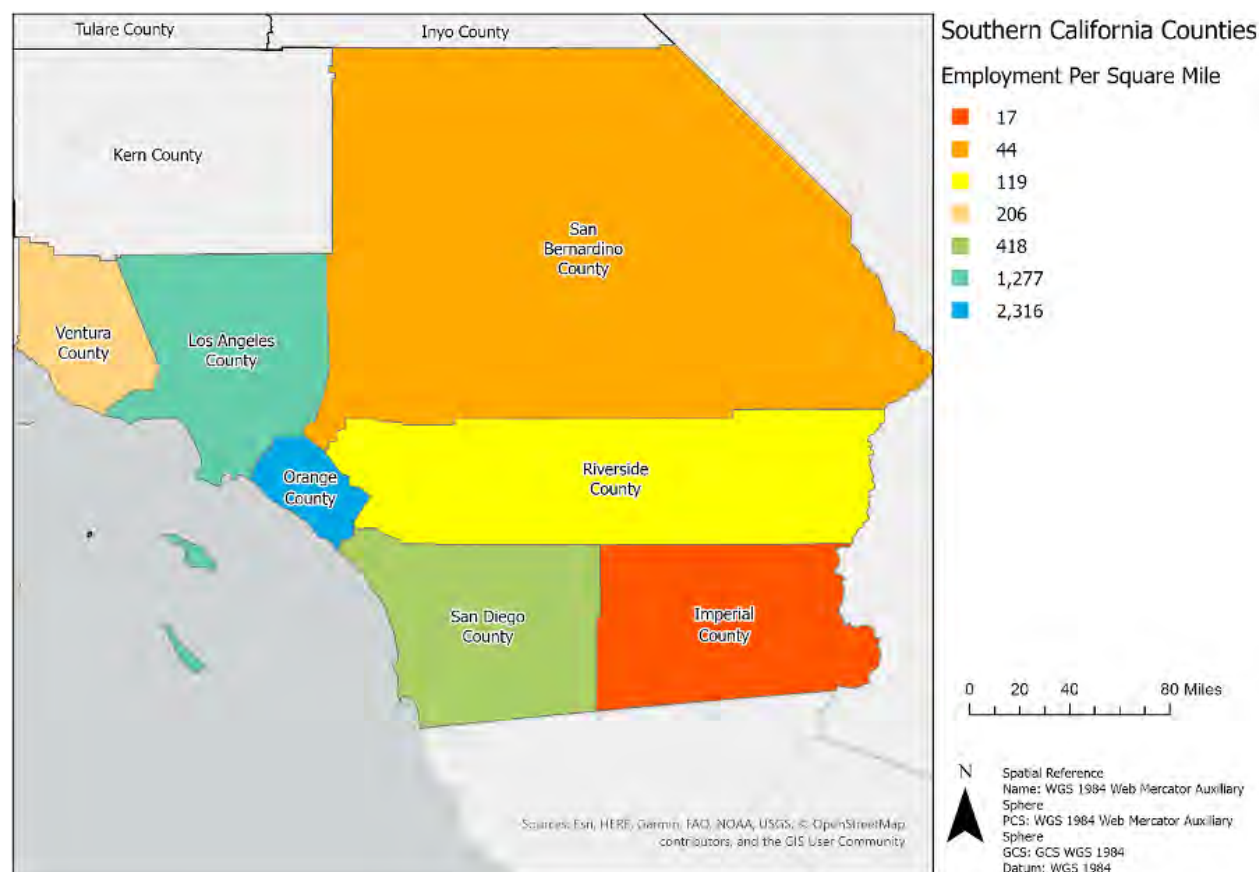 Tulare County
Inyo County
Kern County
San
Bernardino
County
Ventura
County
Los Angeles
County
Orange
County
Riverside
County
San Diego
County
Imperial
County
Sources: Esri, HERE, Garmin, FAO, NOAA, USGS, © OpenStreetMap
contributors, and the GIS User Community
Southern California Counties
Employment Per Square Mile
17
44
119
206
418
1,277
2,316
0 20 40 80 Miles
N
Spatial Reference
Name: WGS 1984 Web Mercator Auxiliary
Sphere
PCS: WGS 1984 Web Mercator Auxiliary
Sphere
GCS: GCS WGS 1984
Datum: WGS 1984